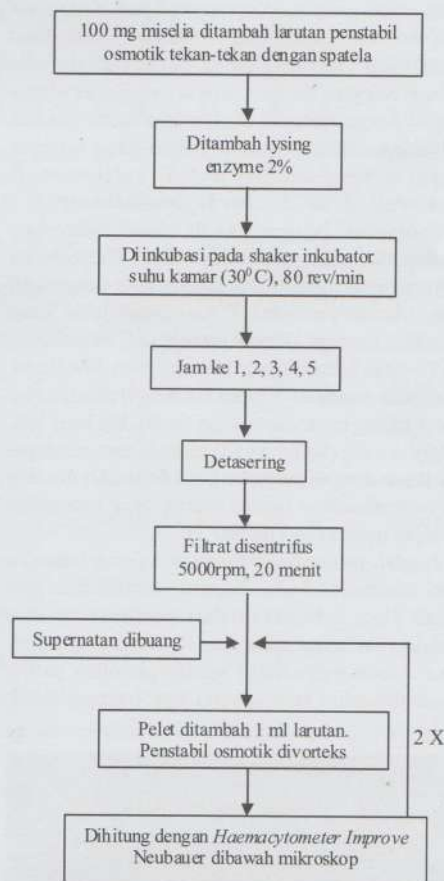 100 mg miselia ditambah larutan penstabil
osmotik tekan-tekan dengan spatela
Ditambah lysing
enzyme 2%
Diinkubasi pada shaker inkubator
suhu kamar (30⁰C), 80 rev/min
Jam ke 1, 2, 3, 4, 5
Detasering
Filtrat disentrifus
5000rpm, 20 menit
Supernatan dibuang
Pelet ditambah 1 ml larutan.
Penstabil osmotik divorteks
2 X
Dihitung dengan Haemacytometer Improve
Neubauer dibawah mikroskop